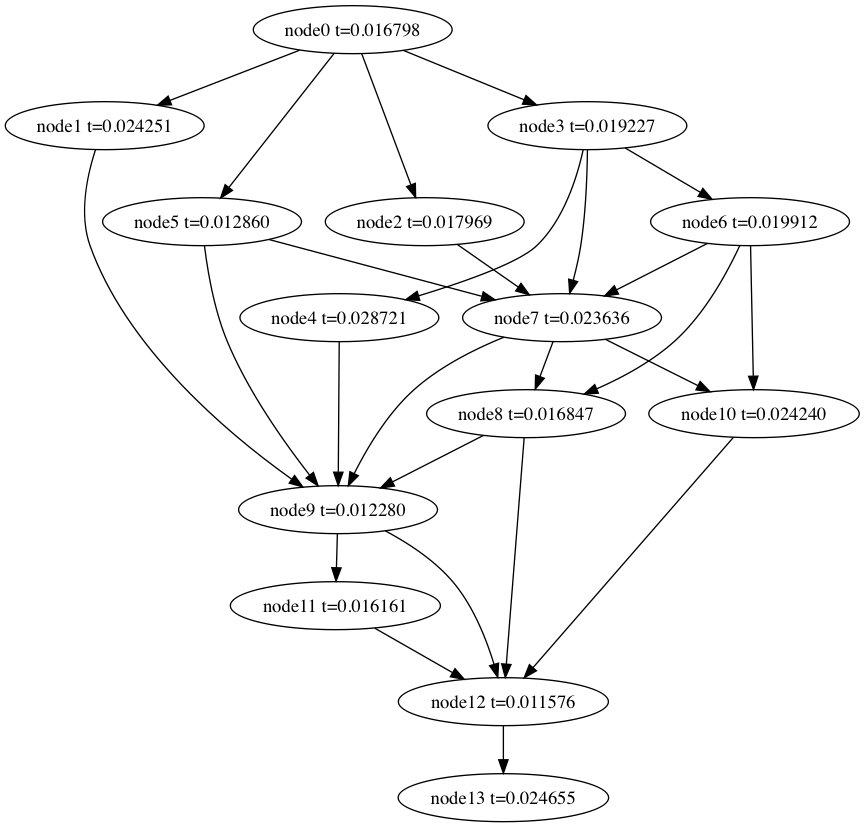 node0 t=0.016798
node1 t=0.024251
node3 t=0.019227
node5 t=0.012860
node2 t=0.017969
node6 t=0.019912
node4 t=0.028721
node7 t=0.023636
node8 t=0.016847
node10 t=0.024240
node9 t=0.012280
node11 t=0.016161
node12 t=0.011576
node13 t=0.024655